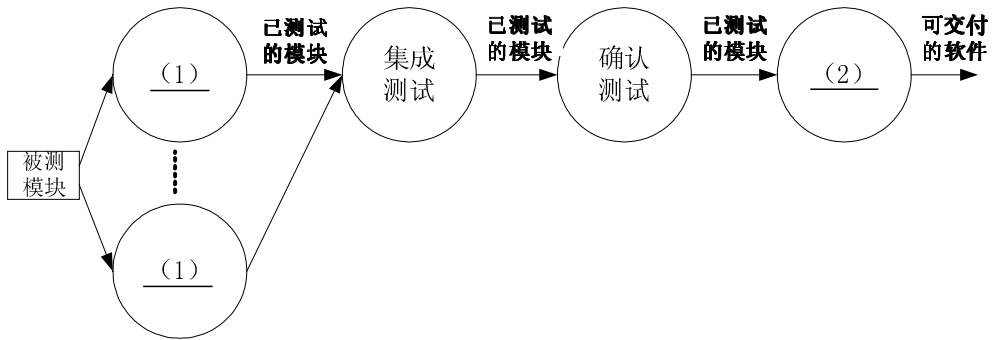 已测试
的模块
已测试
的模块
已测试
的模块
可交付
的软件
(1)
集成
测试
确认
测试
(2)
被测
模块
(1)